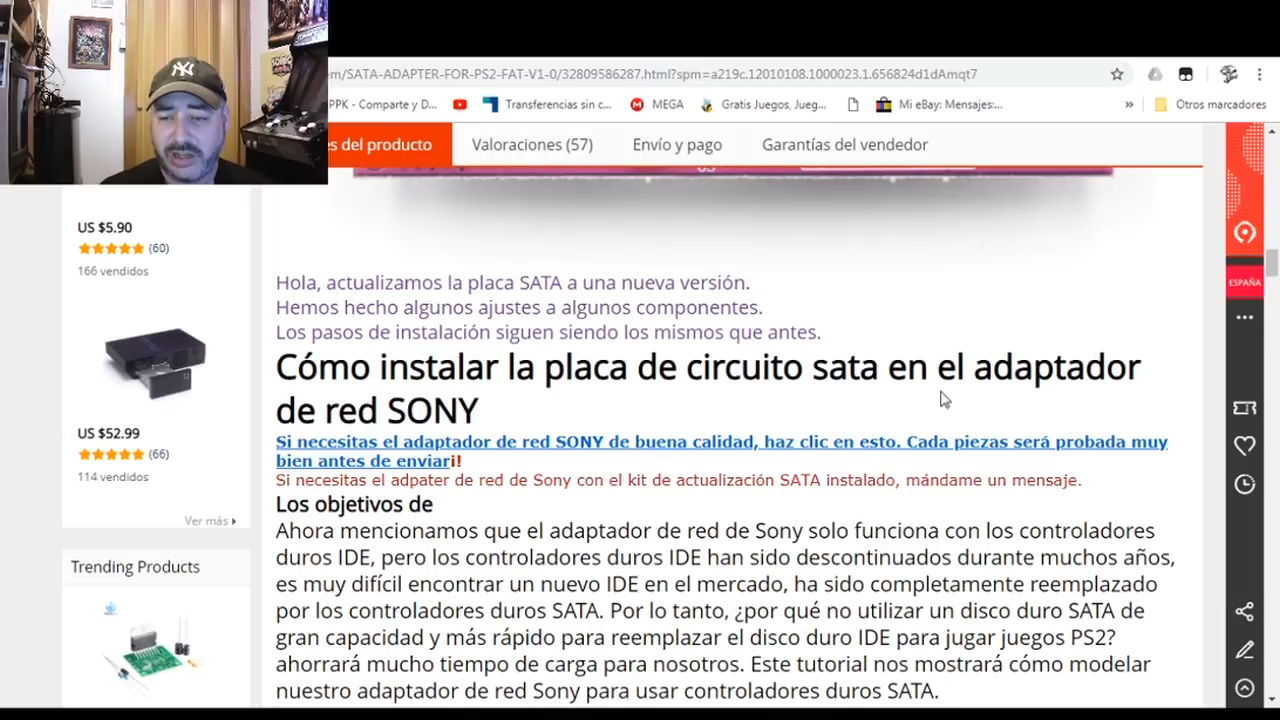 em/SATA-ADAPTER-FOR-PS2-FAT-V1-0/32809586287.html?spm=a219c.12010108.1000023.1.656824d1dAmqt7
PPK - Comparte y D...
Transferencias sin c...
MEGA
Gratis Juegos, Jueg...
Mi eBay: Mensajes:...
»
Otros marcadores
es del producto
Valoraciones (57)
Envío y pago
Garantías del vendedor
US $5.90
(60)
166 vendidos
US $52.99
(66)
114 vendidos
Ver más
Trending Products
Hola, actualizamos la placa SATA a una nueva versión.
Hemos hecho algunos ajustes a algunos componentes.
Los pasos de instalación siguen siendo los mismos que antes.
Cómo instalar la placa de circuito sata en el adaptador
de red SONY
Si necesitas el adaptador de red SONY de buena calidad, haz clic en esto. Cada piezas será probada muy
bien antes de enviar¡!
Si necesitas el adpater de red de Sony con el kit de actualización SATA instalado, mándame un mensaje.
Los objetivos de
Ahora mencionamos que el adaptador de red de Sony solo funciona con los controladores
duros IDE, pero los controladores duros IDE han sido descontinuados durante muchos años,
es muy difícil encontrar un nuevo IDE en el mercado, ha sido completamente reemplazado
por los controladores duros SATA. Por lo tanto, ¿por qué no utilizar un disco duro SATA de
gran capacidad y más rápido para reemplazar el disco duro IDE para jugar juegos PS2?
ahorrará mucho tiempo de carga para nosotros. Este tutorial nos mostrará cómo modelar
nuestro adaptador de red Sony para usar controladores duros SATA.
ESPAÑA